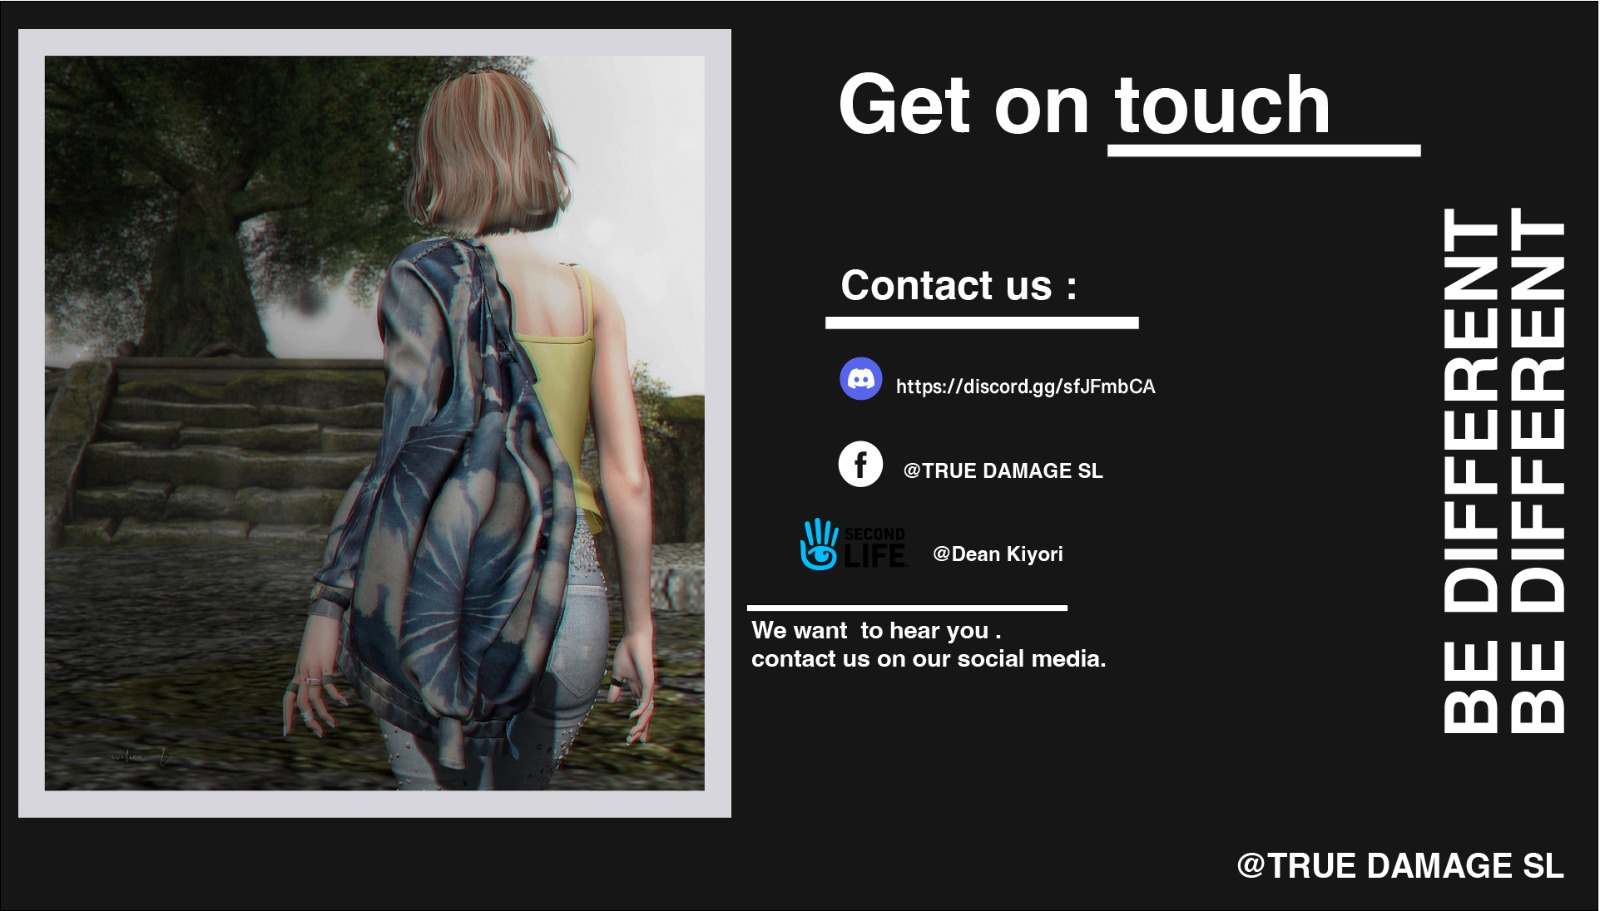 Get on touch
Contact us :
https://discord.gg/sfJFmbCA
@TRUE DAMAGE SL
SECOND
LIFE
@Dean Kiyori
We want  to hear you .
contact us on our social media.
BE DIFFERENT
BE DIFFERENT
@TRUE DAMAGE SL